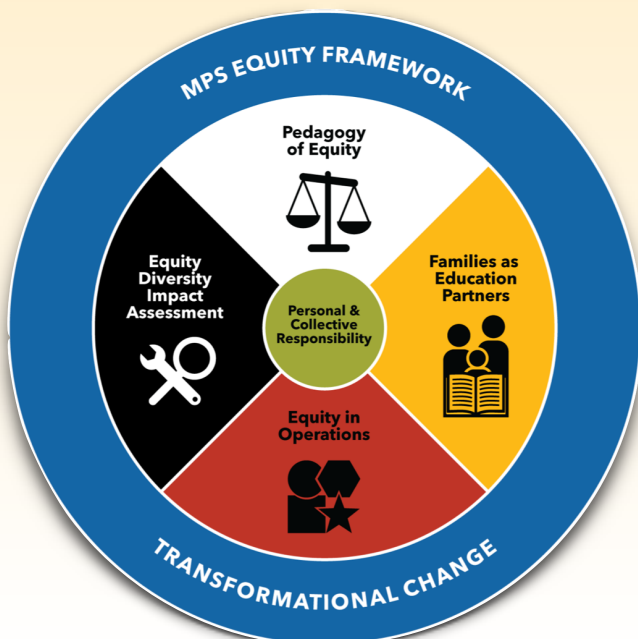 MPS EQUITY FRAMEWORK
Pedagogy
of Equity
Equity
Diversity
Impact
Assessment
Families as
Education
Partners
Personal &
Collective
Responsibility
Equity in
Operations
TRANSFORMATIONAL CHANGE